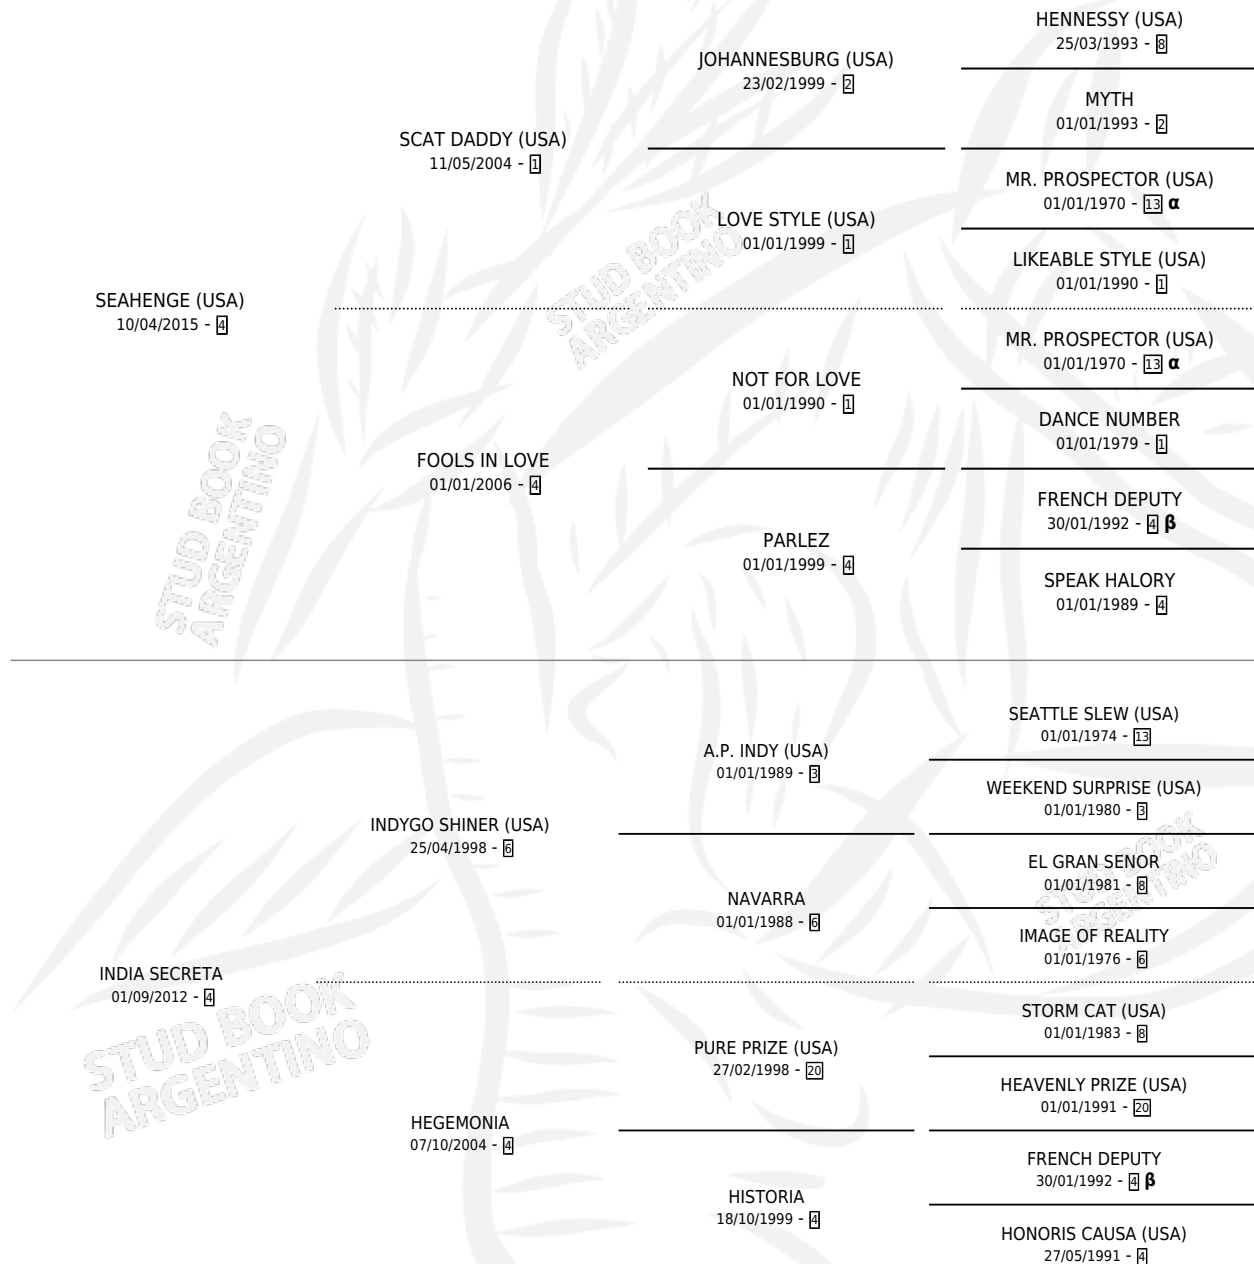 HENNESSY (USA)
25/03/1993 - 8
JOHANNESBURG (USA)
23/02/1999 - 2
MYTH
01/01/1993 - 2
SCAT DADDY (USA)
11/05/2004 - 1
MR. PROSPECTOR (USA)
01/01/1970 - 13 α
LOVE STYLE (USA)
01/01/1999 - 1
LIKEABLE STYLE (USA)
01/01/1990 - 1
SEAHENGE (USA)
10/04/2015 - 4
MR. PROSPECTOR (USA)
01/01/1970 - 13 α
NOT FOR LOVE
01/01/1990 - 1
DANCE NUMBER
01/01/1979 - 1
FOOLS IN LOVE
01/01/2006 - 4
FRENCH DEPUTY
30/01/1992 - 4 β
PARLEZ
01/01/1999 - 4
SPEAK HALORY
01/01/1989 - 4
SEATTLE SLEW (USA)
01/01/1974 - 13
A.P. INDY (USA)
01/01/1989 - 3
WEEKEND SURPRISE (USA)
01/01/1980 - 3
INDYGO SHINER (USA)
25/04/1998 - 6
EL GRAN SENOR
01/01/1981 - 8
NAVARRA
01/01/1988 - 6
IMAGE OF REALITY
01/01/1976 - 6
INDIA SECRETA
01/09/2012 - 4
STORM CAT (USA)
01/01/1983 - 8
PURE PRIZE (USA)
27/02/1998 - 20
HEAVENLY PRIZE (USA)
01/01/1991 - 20
HEGEMONIA
07/10/2004 - 4
FRENCH DEPUTY
30/01/1992 - 4 β
HISTORIA
18/10/1999 - 4
HONORIS CAUSA (USA)
27/05/1991 - 4
STUD BOOK
ARGENTINO
STUD BOOK
ARGENTINO
STUD BOOK
ARGENTINO
STUD BOOK
ARGENTINO